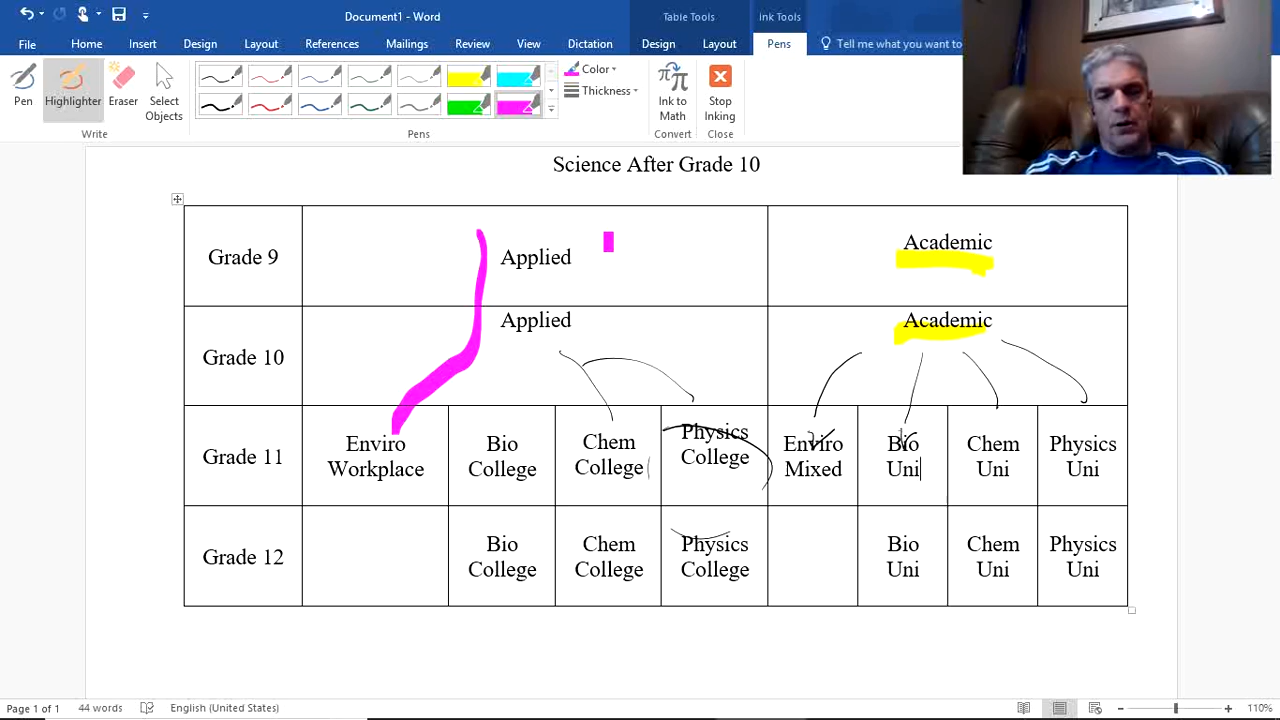 Document1 - Word
Table Tools
Ink Tools
File
Home
Insert
Design
Layout
References
Mailings
Review
View
Dictation
Design
Layout
Pens
Tell me what you want to
Pen
Highlighter
Eraser
Select
Objects
Color
Thickness
Ink to
Math
Stop
Inking
Write
Pens
Convert
Close
Science After Grade 10
Grade 9
Applied
Academic
Grade 10
Applied
Academic
Grade 11
Enviro
Workplace
Bio
College
Chem
College
Physics
College
Enviro
Mixed
Bio
Uni
Chem
Uni
Physics
Uni
Grade 12
Bio
College
Chem
College
Physics
College
Bio
Uni
Chem
Uni
Physics
Uni
Page 1 of 1
44 words
English (United States)
110%